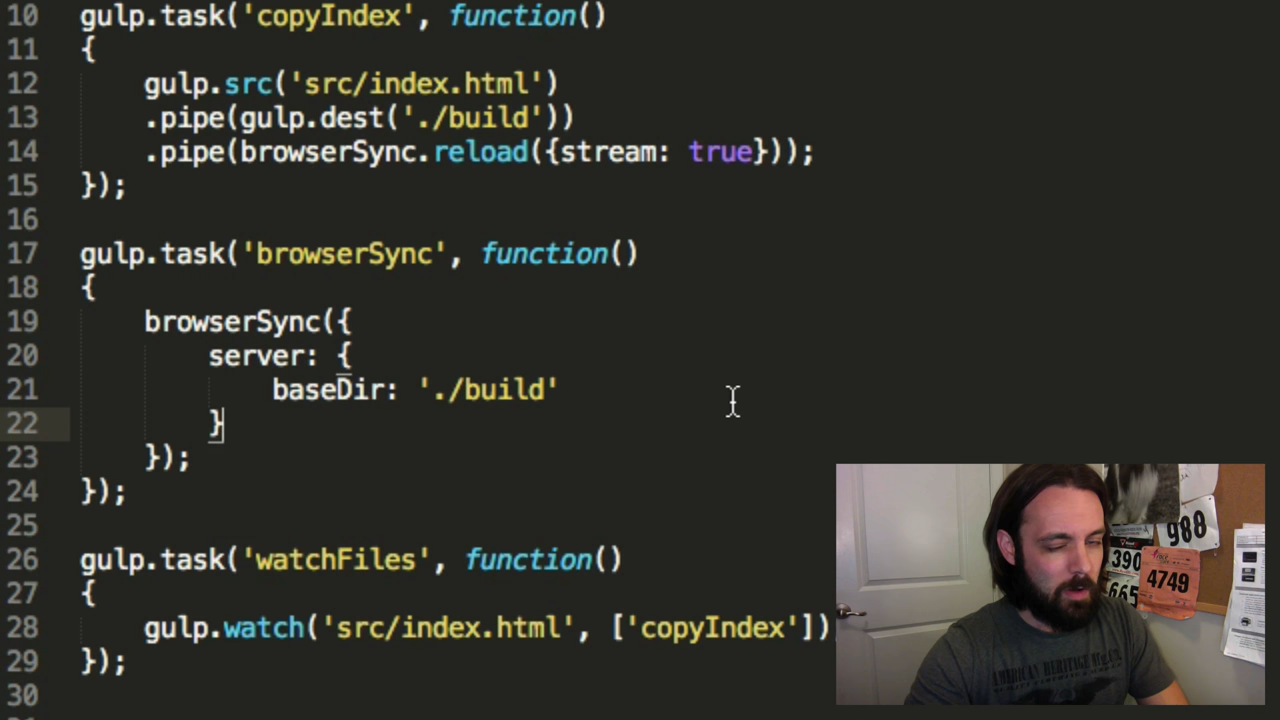 10 gulp.task('copyIndex', function()
11 {
12 gulp.src('src/index.html')
13 .pipe(gulp.dest('./build'))
14 .pipe(browserSync.reload({stream: true}));
15 });
16
17 gulp.task('browserSync', function()
18 {
19 browserSync({
20 server: {
21 baseDir: './build'
22 }
23 });
24 });
25
26 gulp.task('watchFiles', function()
27 {
28 gulp.watch('src/index.html', ['copyIndex'])
29 });
30
988
390
4749
665
AMERICAN HERITAGE